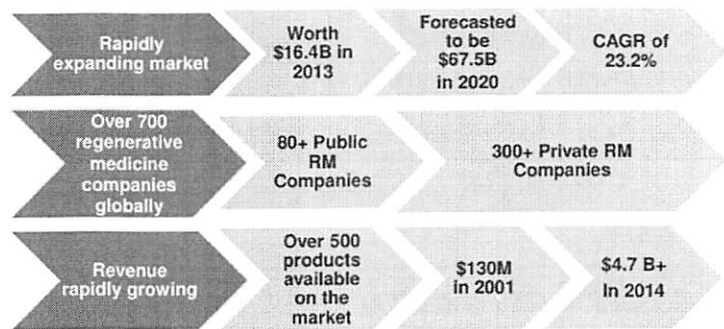 Rapidly
expanding market
Worth
$16.4B in
2013
Forecasted
to be
$67.5B
in 2020
CAGR of
23.2%
Over 700
regenerative
medicine
companies
globally
80+ Public
RM
Companies
300+ Private RM
Companies
Revenue
rapidly growing
Over 500
products
available
on the
market
$130M
in 2001
$4.7 B+
In 2014